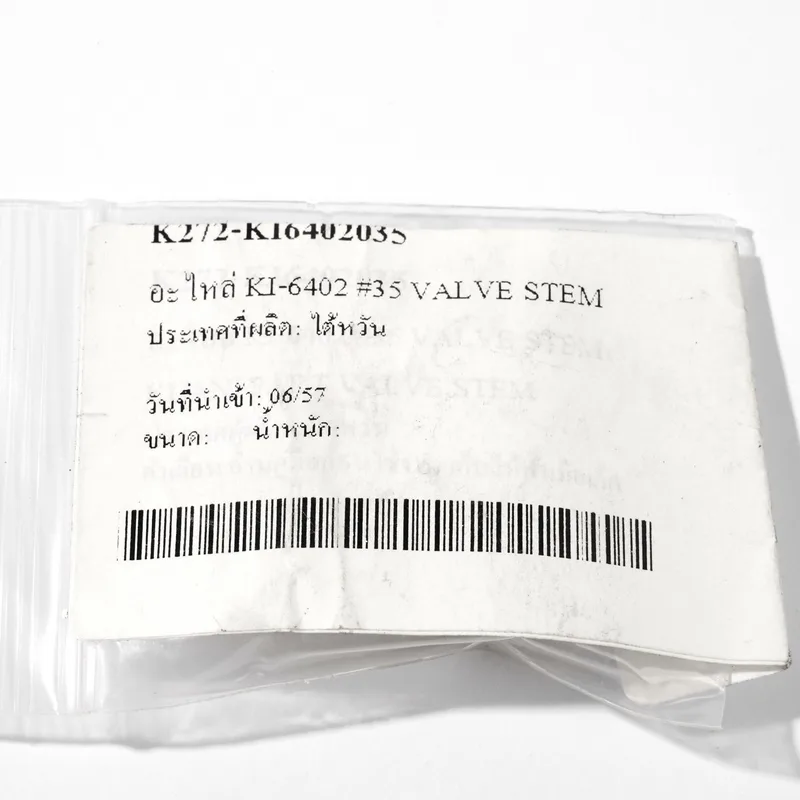 K272-KI6402035
อะไหล่ KI-6402 #35 VALVE STEM
ประเทศที่ผลิต: ไต้หวัน
วันที่นำเข้า: 06/57
ขนาด: น้ำหนัก: